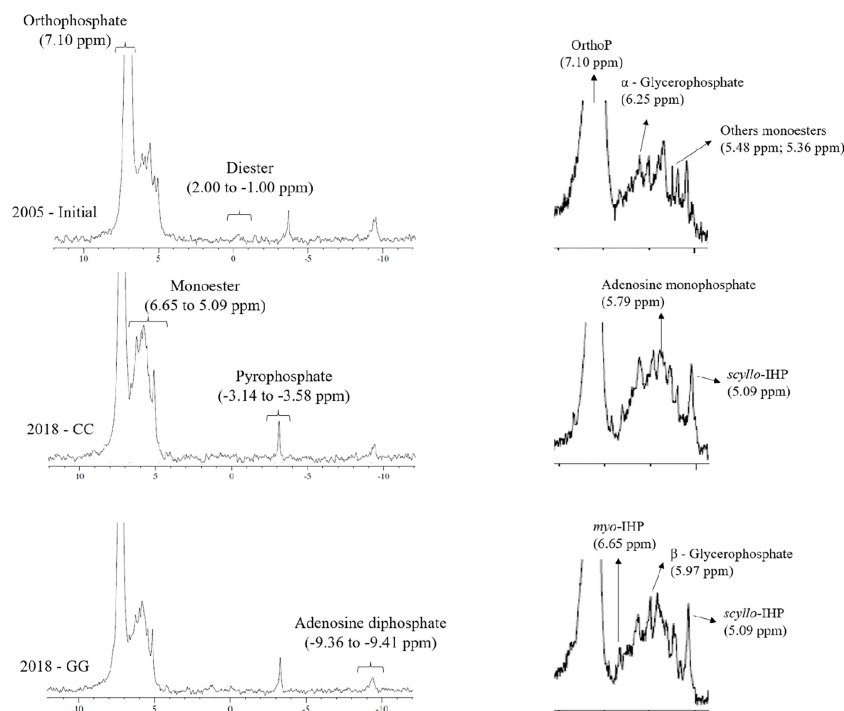 Orthophosphate
(7.10 ppm)
Diester
(2.00 to -1.00 ppm)
2005 - Initial
10 5 0 -5 -10
OrthoP
(7.10 ppm)
α - Glycerophosphate
(6.25 ppm)
Others monoesters
(5.48 ppm; 5.36 ppm)
Monoester
(6.65 to 5.09 ppm)
Pyrophosphate
(-3.14 to -3.58 ppm)
2018 - CC
10 5 0 -5 -10
Adenosine monophosphate
(5.79 ppm)
scyllo-IHP
(5.09 ppm)
Adenosine diphosphate
(-9.36 to -9.41 ppm)
2018 - GG
10 5 0 -5 -10
myo-IHP
(6.65 ppm)
β - Glycerophosphate
(5.97 ppm)
scyllo-IHP
(5.09 ppm)